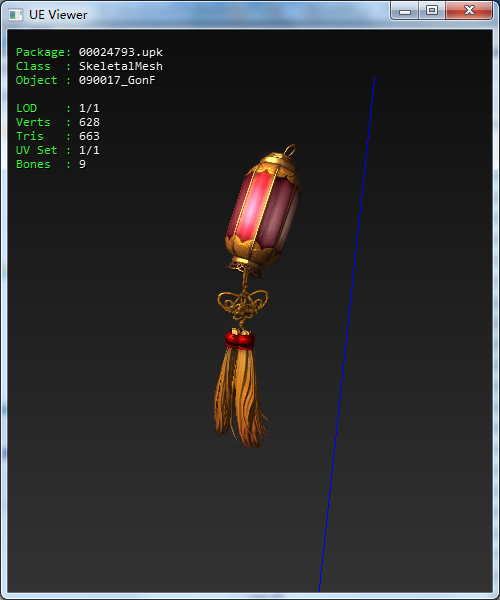 UE Viewer
Package: 00024793.upk
Class  : SkeletalMesh
Object : 090017_GonF
LOD    : 1/1
Verts  : 628
Tris   : 663
UV Set : 1/1
Bones  : 9